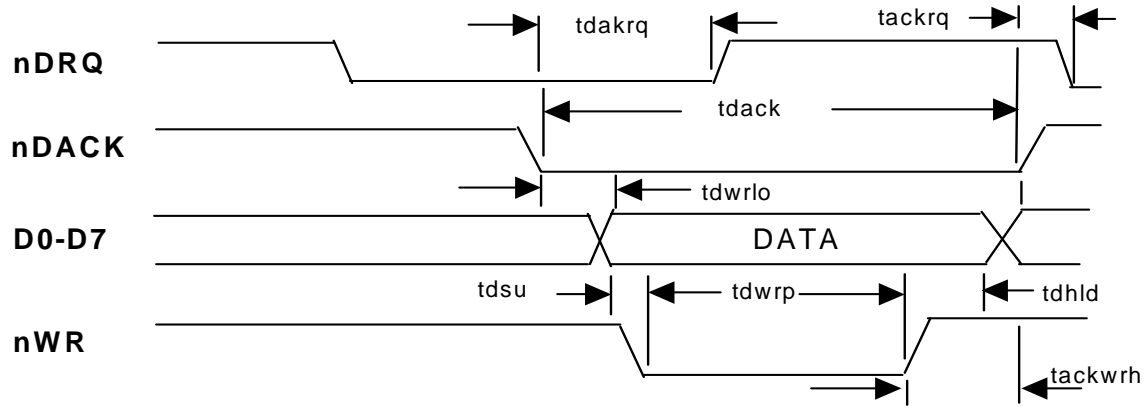 tdakrq tackrq
nDRQ
tdack
nDACK
tdwrlo
D0-D7 DATA
tdsu tdwrp tdhld
nWR
tackwrh